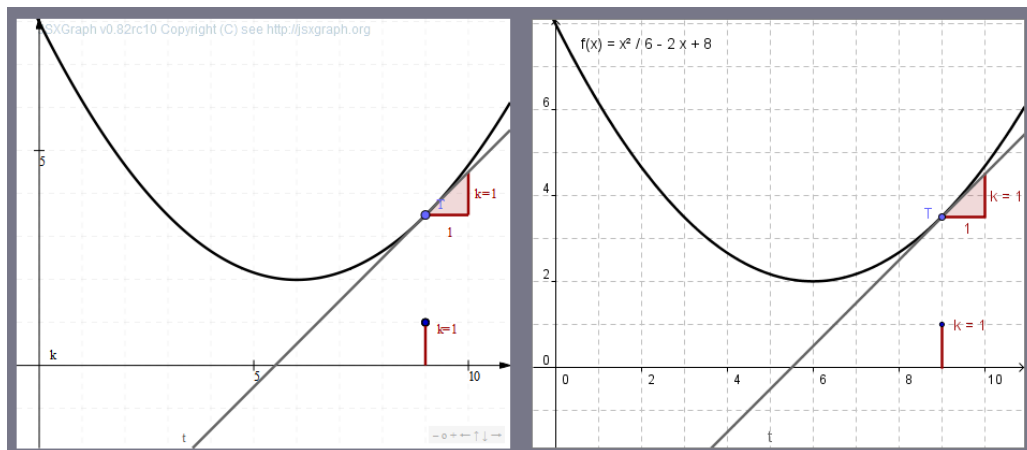 SXGraph v0.82rc10 Copyright (C) see http://jsxgraph.org
5
T
k=1
1
k=1
k
5
10
t
− o + ← ↑ ↓ →
f(x) = x² / 6 - 2 x + 8
6
4
T
k = 1
1
2
k = 1
0
0
2
4
6
8
10
t